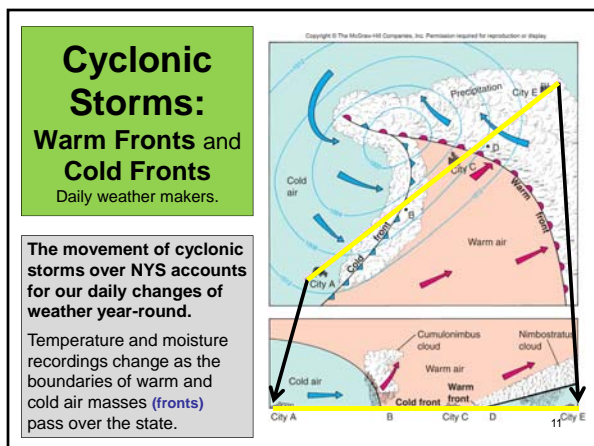 Cyclonic
Storms:
Warm Fronts and
Cold Fronts
Daily weather makers.
The movement of cyclonic
storms over NYS accounts
for our daily changes of
weather year-round.
Temperature and moisture
recordings change as the
boundaries of warm and
cold air masses (fronts)
pass over the state.
Copyright © The McGraw-Hill Companies, Inc. Permission required for reproduction or display.
Precipitation
City E
D
City C
Cold
air
B
Cold front
Warm front
Warm air
City A
Cumulonimbus
cloud
Nimbostratus
cloud
Warm air
Cold air
Warm
front
City A
B
Cold front
City C
D
City E
11